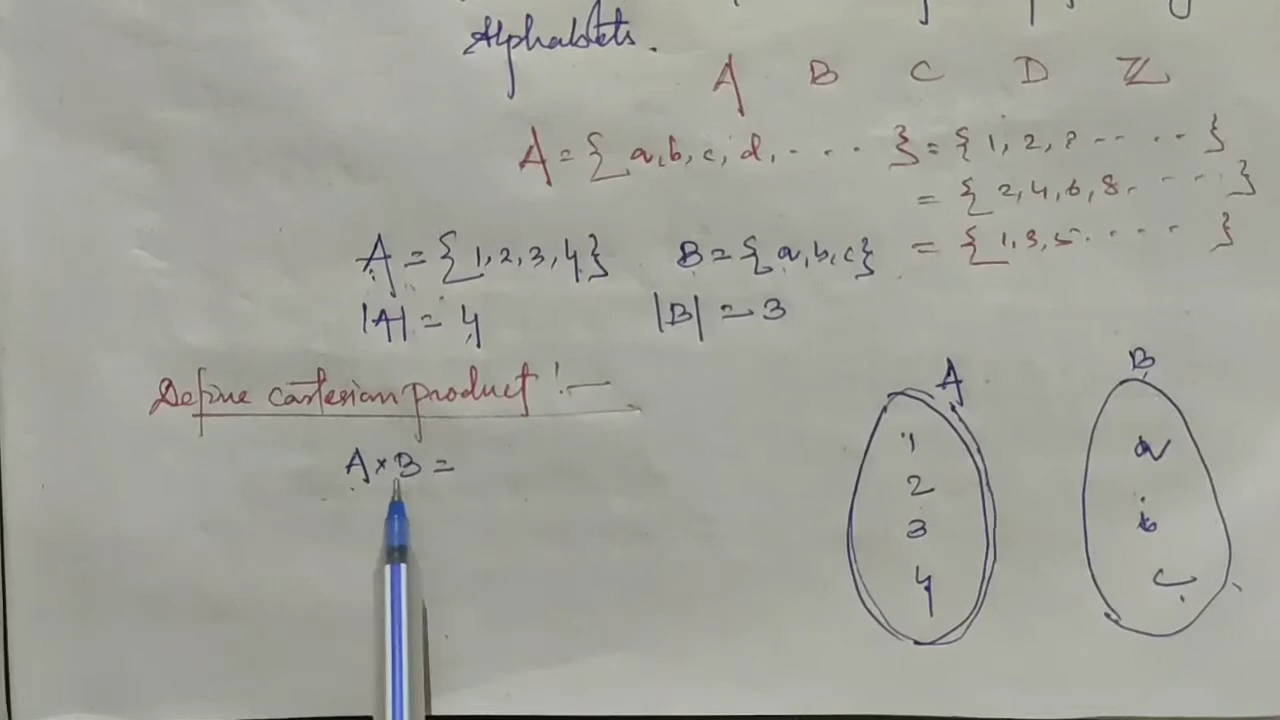 Alphabets.
A B C D Z
A = { a, b, c, d, .... } = { 1, 2, 3 ..... }
= { 2, 4, 6, 8, ..... }
A = {1, 2, 3, 4} B = {a, b, c} = { 1, 3, 5 ..... }
|A| = 4 |B| = 3
Define cartesian product :—
A × B =
A B
1 a
2 b
3 c
4